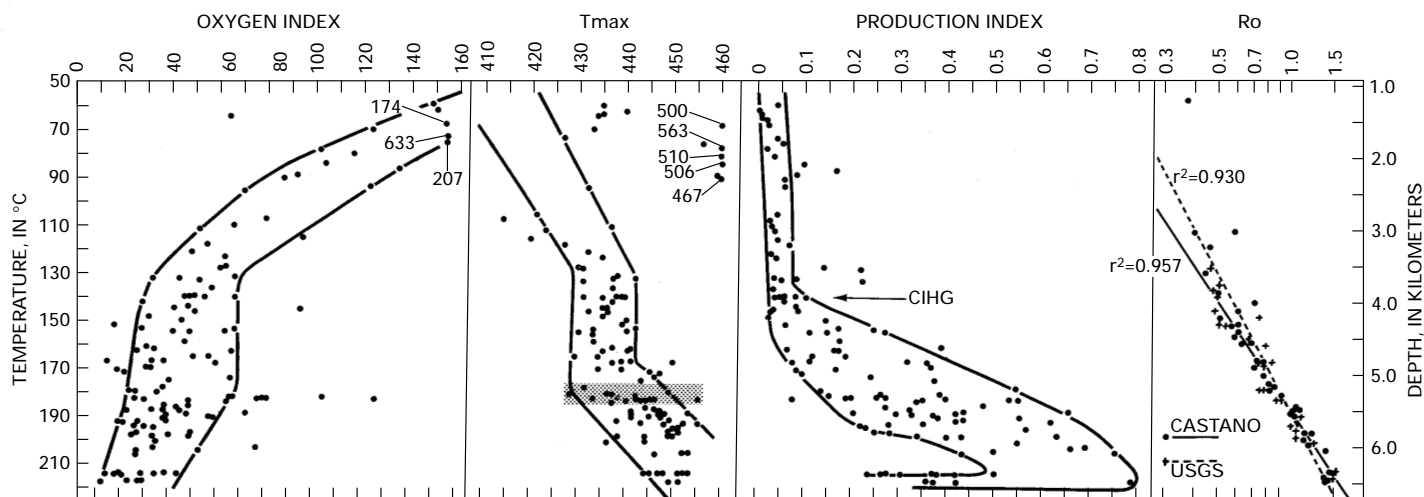 OXYGEN INDEX
Tmax
PRODUCTION INDEX
Ro
0 20 40 60 80 100 120 140 160
410 420 430 440 450 460
0 0.1 0.2 0.3 0.4 0.5 0.6 0.7 0.8
0.3 0.5 0.7 1.0 1.5
TEMPERATURE, IN °C
50
70
90
110
130
150
170
190
210
174
633
207
500
563
510
506
467
CIHG
r²=0.930
r²=0.957
CASTANO
USGS
1.0
2.0
3.0
4.0
5.0
6.0
DEPTH, IN KILOMETERS